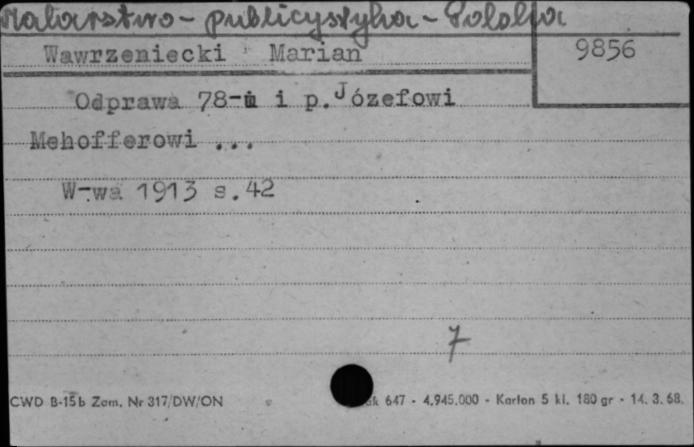 Malarstwo - publicystyka - Polska
Wawrzeniecki Marian 9856
Odprawa 78-u i p. Józefowi
Mehofferowi ...
W-wa 1913 s. 42
7
CWD B-15b Zam. Nr 317/DW/ON 647 - 4.945.000 - Karton 5 kl. 180 gr - 14. 3. 68.